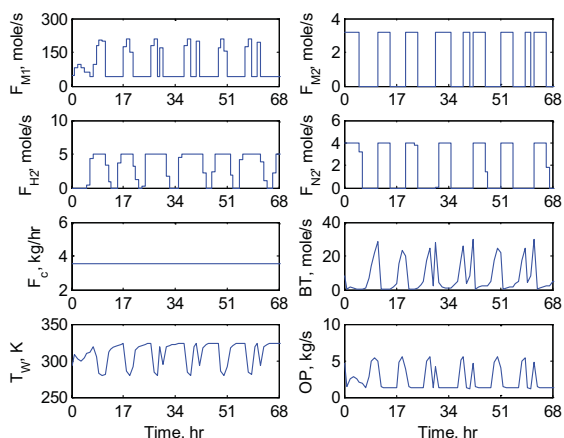 F_M1, mole/s
300
150
0
0 17 34 51 68
F_M2, mole/s
4
2
0
0 17 34 51 68
F_H2, mole/s
10
5
0
0 17 34 51 68
F_N2, mole/s
6
4
2
0
0 17 34 51 68
F_c, kg/hr
6
4
2
0 17 34 51 68
BT, mole/s
40
20
0
0 17 34 51 68
T_W, K
350
300
250
0 17 34 51 68
Time, hr
OP, kg/s
10
5
0
0 17 34 51 68
Time, hr